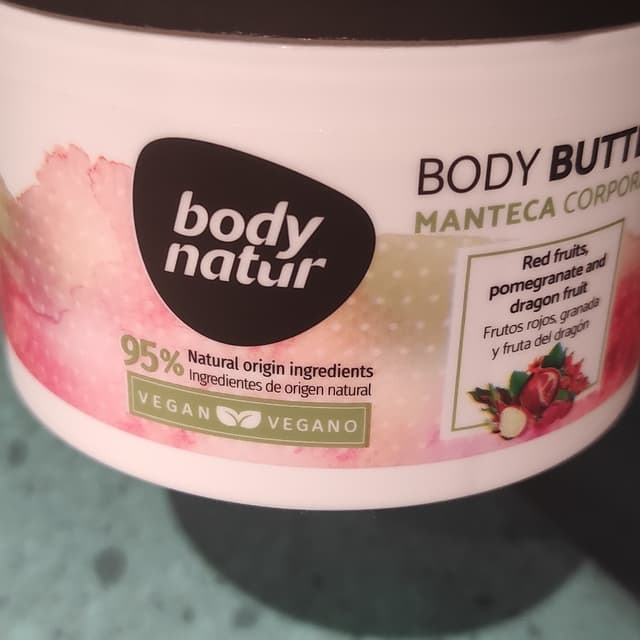 body
natur
BODY BUTT
MANTECA CORPOR
Red fruits,
pomegranate and
dragon fruit
Frutos rojos, granada
y fruta del dragón
95% Natural origin ingredients
Ingredientes de origen natural
VEGAN VEGANO